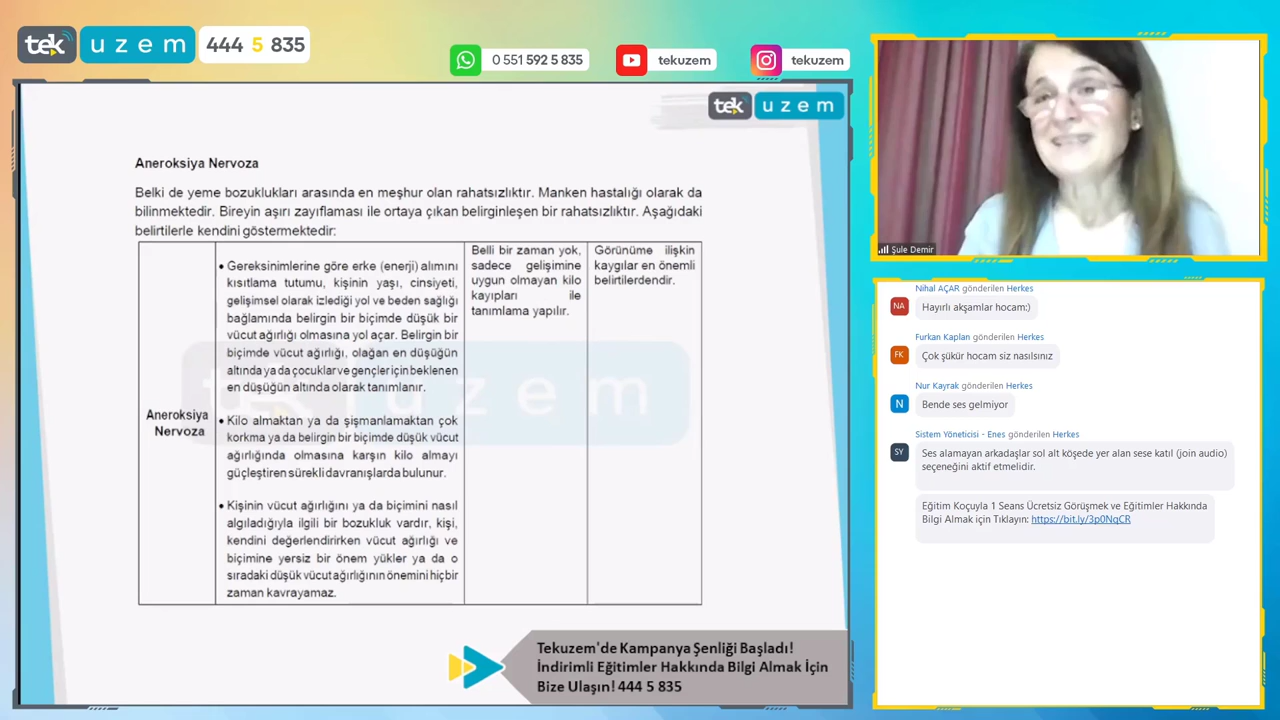 tek uzem 444 5 835
0 551 592 5 835
tekuzem
tekuzem
tek uzem
Aneroksiya Nervoza
Belki de yeme bozuklukları arasında en meşhur olan rahatsızlıktır. Manken hastalığı olarak da
bilinmektedir. Bireyin aşırı zayıflaması ile ortaya çıkan belirginleşen bir rahatsızlıktır. Aşağıdaki
belirtilerle kendini göstermektedir:
Aneroksiya
Nervoza
• Gereksinimlerine göre erke (enerji) alımını
kısıtlama tutumu, kişinin yaşı, cinsiyeti,
gelişimsel olarak izlediği yol ve beden sağlığı
bağlamında belirgin bir biçimde düşük bir
vücut ağırlığı olmasına yol açar. Belirgin bir
biçimde vücut ağırlığı, olağan en düşüğün
altında ya da çocuklar ve gençler için beklenen
en düşüğün altında olarak tanımlanır.
• Kilo almaktan ya da şişmanlamaktan çok
korkma ya da belirgin bir biçimde düşük vücut
ağırlığında olmasına karşın kilo almayı
güçleştiren sürekli davranışlarda bulunur.
• Kişinin vücut ağırlığını ya da biçimini nasıl
algıladığıyla ilgili bir bozukluk vardır, kişi,
kendini değerlendirirken vücut ağırlığı ve
biçimine yersiz bir önem yükler ya da o
sıradaki düşük vücut ağırlığının önemini hiçbir
zaman kavrayamaz.
Belli bir zaman yok,
sadece gelişimine
uygun olmayan kilo
kayıpları ile
tanımlama yapılır.
Görünüme ilişkin
kaygılar en önemli
belirtilerdendir.
tek uzem
Tekuzem'de Kampanya Şenliği Başladı!
İndirimli Eğitimler Hakkında Bilgi Almak İçin
Bize Ulaşın! 444 5 835
Şule Demir
Nihal AÇAR gönderilen Herkes
NA
Hayırlı akşamlar hocam:)
Furkan Kaplan gönderilen Herkes
FK
Çok şükür hocam siz nasılsınız
Nur Kayrak gönderilen Herkes
N
Bende ses gelmiyor
Sistem Yöneticisi - Enes gönderilen Herkes
SY
Ses alamayan arkadaşlar sol alt köşede yer alan sese katıl (join audio)
seçeneğini aktif etmelidir.
Eğitim Koçuyla 1 Seans Ücretsiz Görüşmek ve Eğitimler Hakkında
Bilgi Almak için Tıklayın: https://bit.ly/3p0NqCR